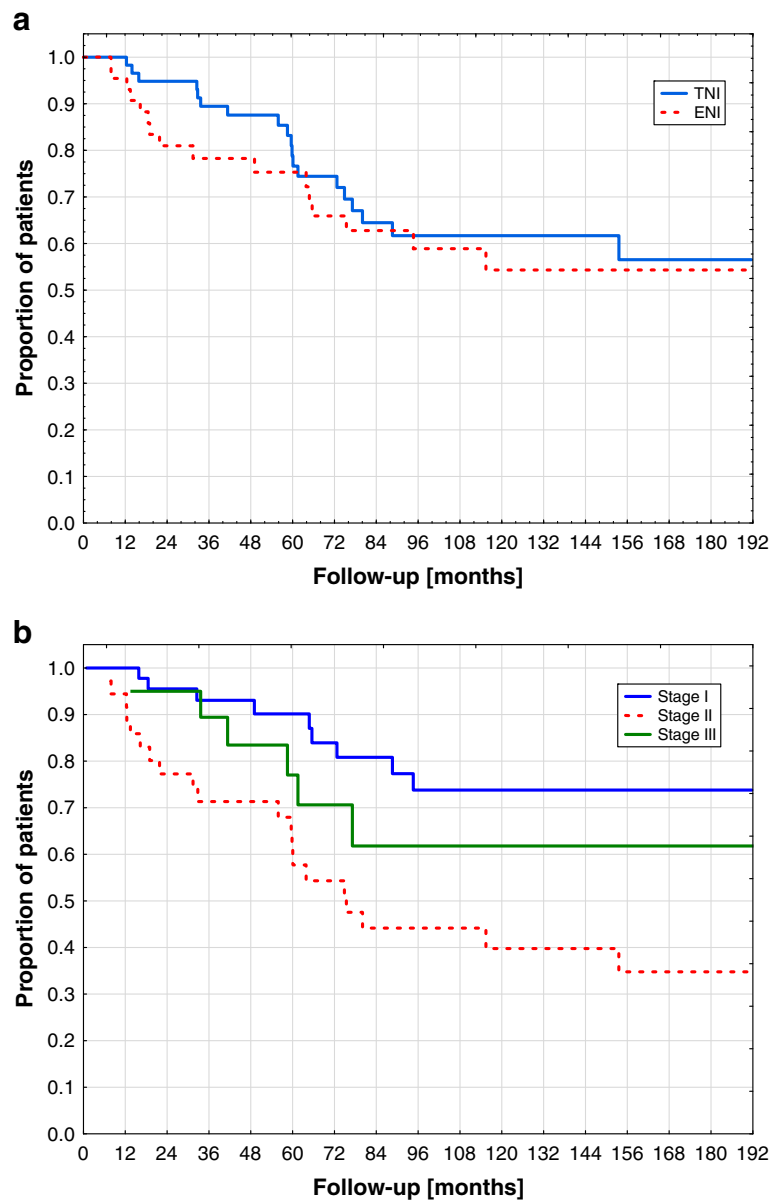 a
1.0
0.9
0.8
0.7
0.6
0.5
0.4
0.3
0.2
0.1
0.0
Proportion of patients
TNI
ENI
0 12 24 36 48 60 72 84 96 108 120 132 144 156 168 180 192
Follow-up [months]
b
1.0
0.9
0.8
0.7
0.6
0.5
0.4
0.3
0.2
0.1
0.0
Proportion of patients
Stage I
Stage II
Stage III
0 12 24 36 48 60 72 84 96 108 120 132 144 156 168 180 192
Follow-up [months]